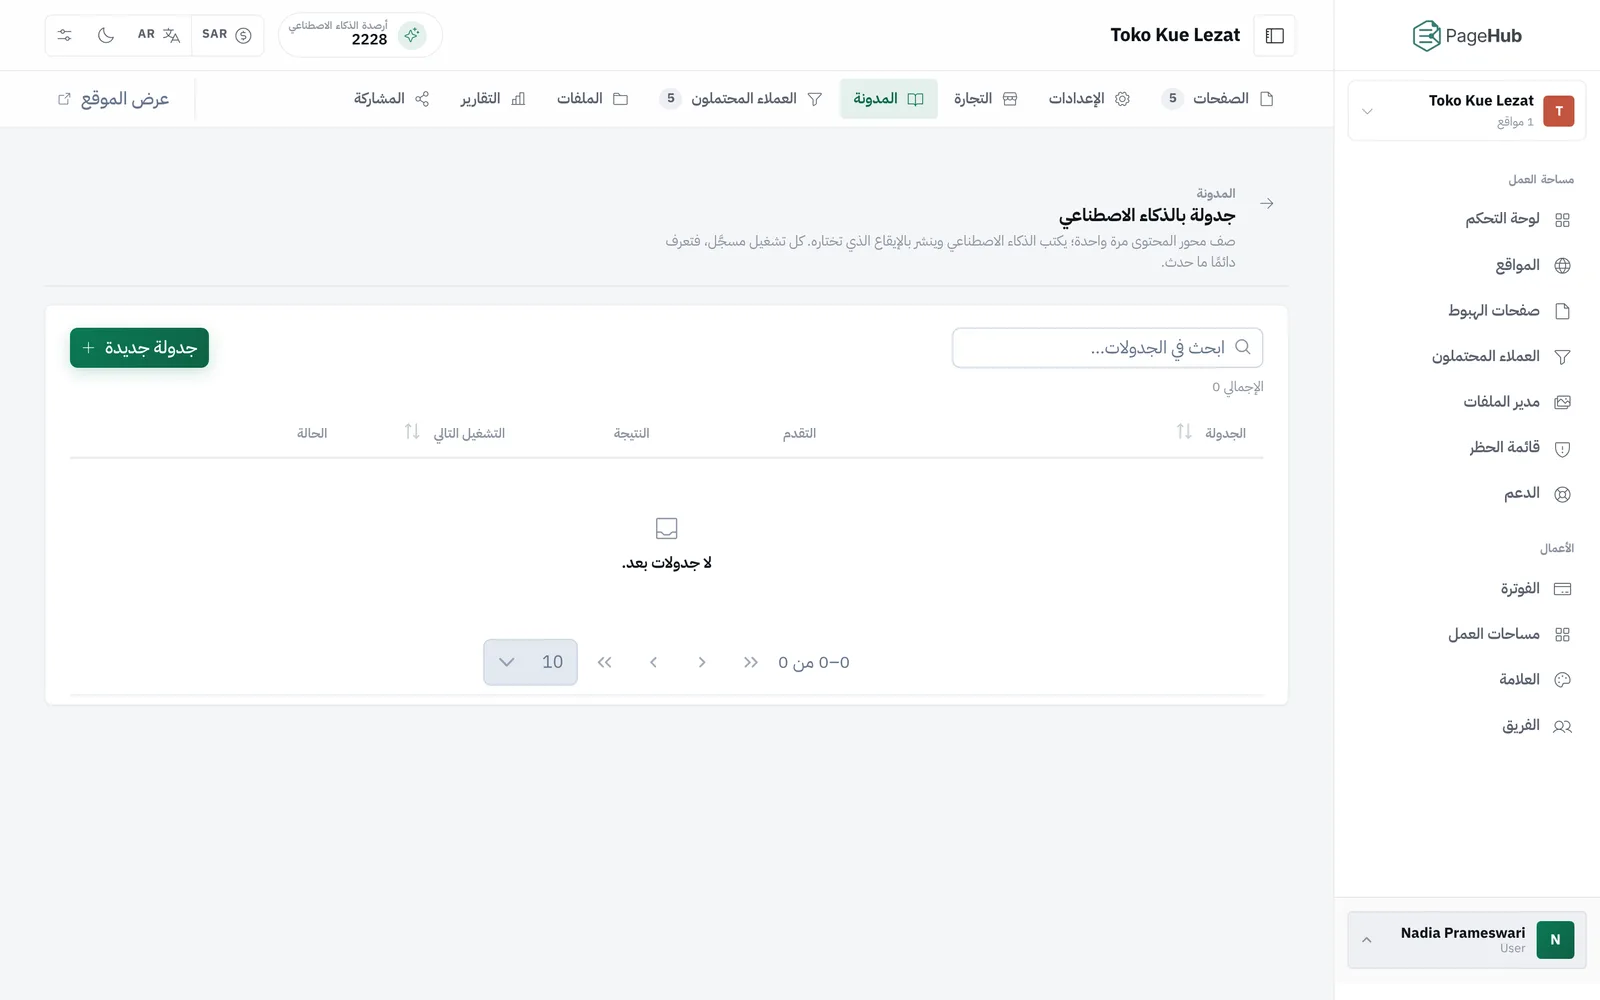 PageHub
Toko Kue Lezat
1 مواقع
T
مساحة العمل
لوحة التحكم
المواقع
صفحات الهبوط
العملاء المحتملون
مدير الملفات
قائمة الحظر
الدعم
الأعمال
الفوترة
مساحات العمل
العلامة
الفريق
Nadia Prameswari
User
N
Toko Kue Lezat
أرصدة الذكاء الاصطناعي
2228
SAR
AR
الصفحات 5
الإعدادات
التجارة
المدونة
العملاء المحتملون 5
الملفات
التقارير
المشاركة
عرض الموقع
المدونة
جدولة بالذكاء الاصطناعي
صف محور المحتوى مرة واحدة؛ يكتب الذكاء الاصطناعي وينشر بالإيقاع الذي تختاره. كل تشغيل مسجَّل، فتعرف
دائمًا ما حدث.
ابحث في الجدولات...
جدولة جديدة
الإجمالي 0
الجدولة التقدم النتيجة التشغيل التالي الحالة
لا جدولات بعد.
0–0 من 0
10